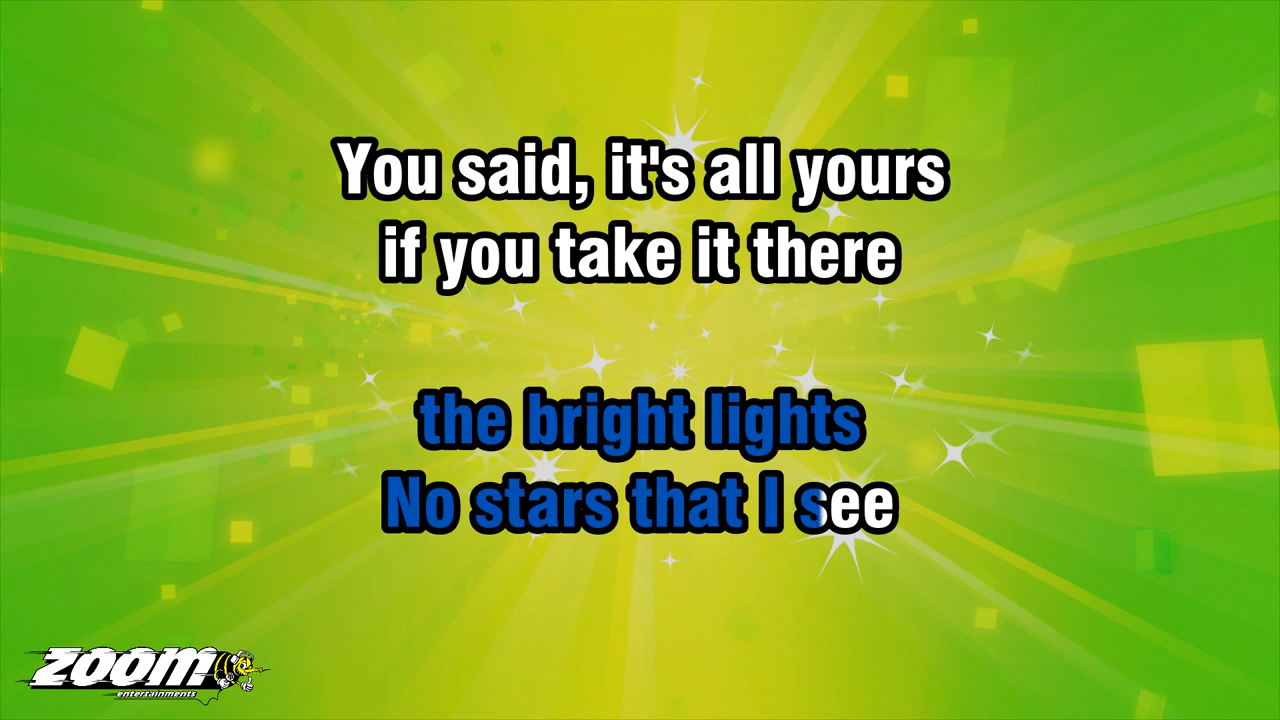 You said, it's all yours
if you take it there
the bright lights
No stars that I see
ZOOM
entertainments